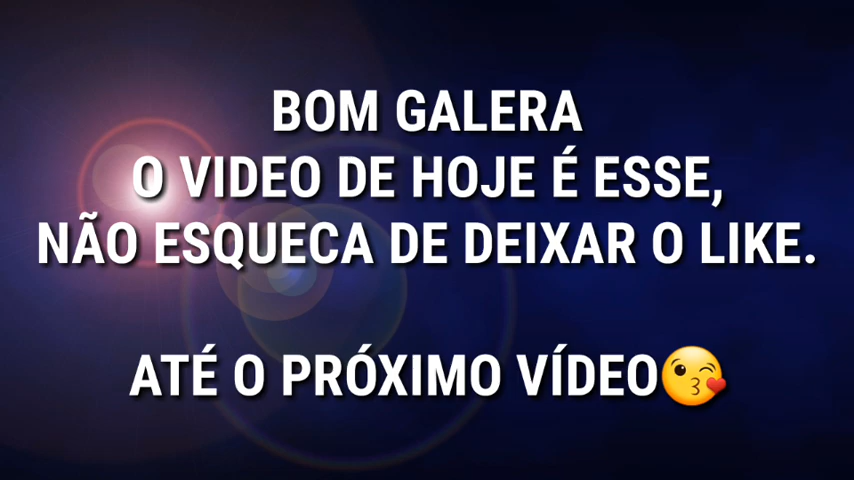 BOM GALERA
O VIDEO DE HOJE É ESSE,
NÃO ESQUECA DE DEIXAR O LIKE.
ATÉ O PRÓXIMO VÍDEO😘